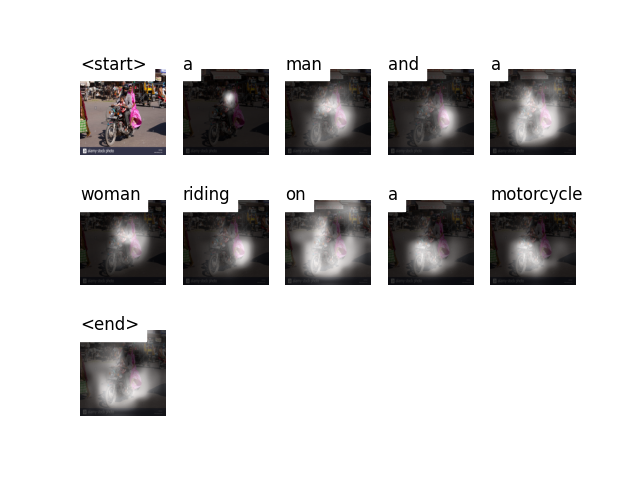 <start> a man and a
woman riding on a motorcycle
<end>